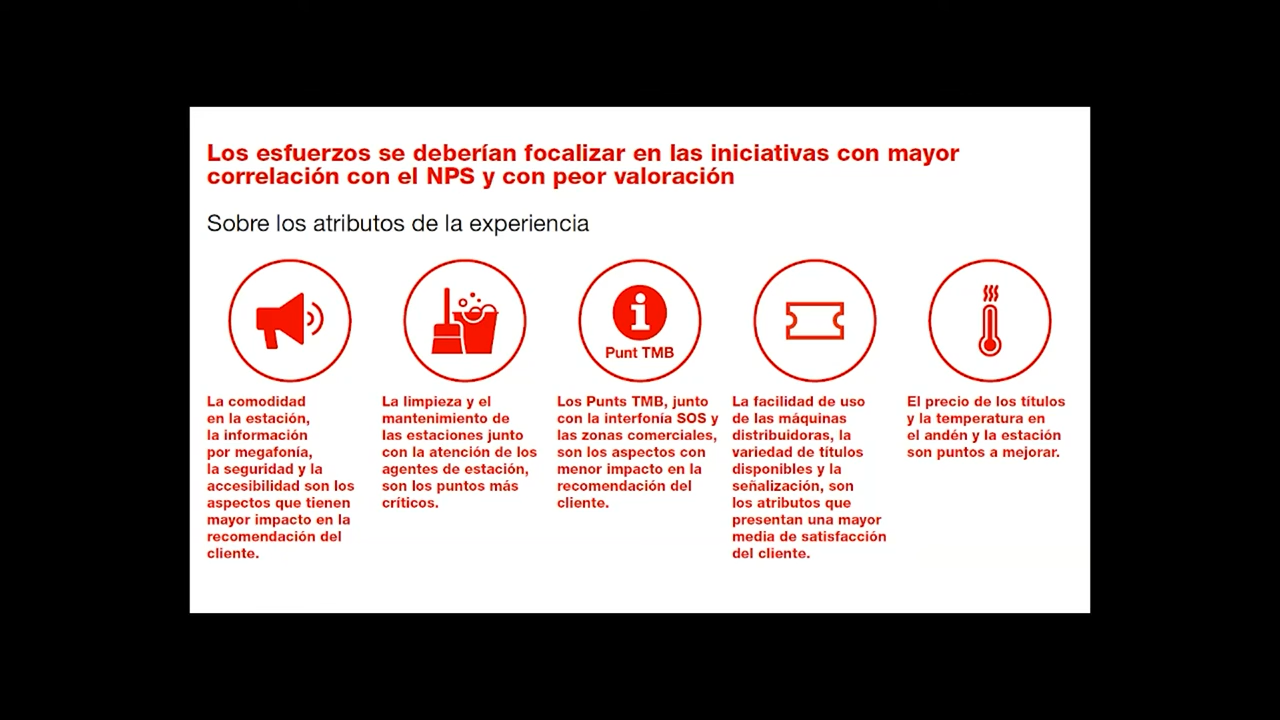 Los esfuerzos se deberían focalizar en las iniciativas con mayor
correlación con el NPS y con peor valoración
Sobre los atributos de la experiencia
Punt TMB
La comodidad
en la estación,
la información
por megafonía,
la seguridad y la
accesibilidad son los
aspectos que tienen
mayor impacto en la
recomendación del
cliente.
La limpieza y el
mantenimiento de
las estaciones junto
con la atención de los
agentes de estación,
son los puntos más
críticos.
Los Punts TMB, junto
con la interfonía SOS y
las zonas comerciales,
son los aspectos con
menor impacto en la
recomendación del
cliente.
La facilidad de uso
de las máquinas
distribuidoras, la
variedad de títulos
disponibles y la
señalización, son
los atributos que
presentan una mayor
media de satisfacción
del cliente.
El precio de los títulos
y la temperatura en
el andén y la estación
son puntos a mejorar.